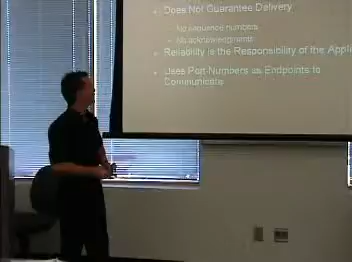 Does Not Guarantee Delivery
No sequence numbers
No acknowledgments
Reliability is the Responsibility of the Appl
Uses Port Numbers as Endpoints to
Communicate